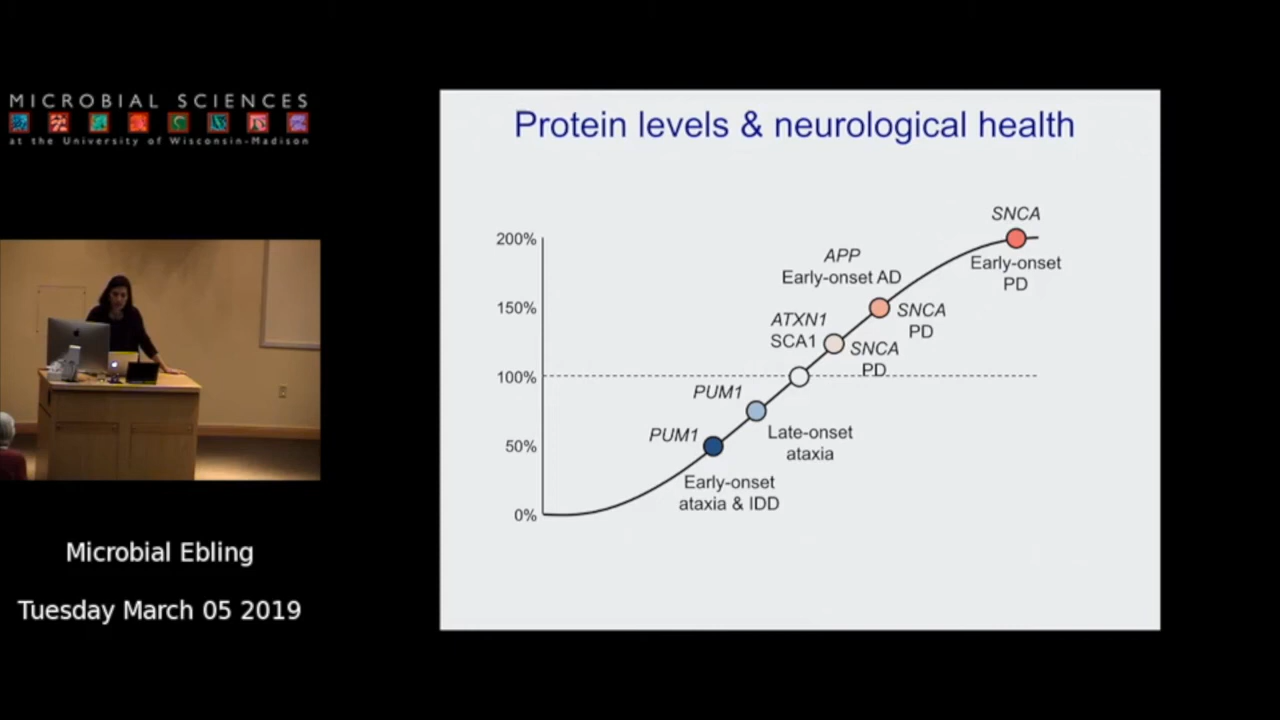 MICROBIAL SCIENCES
at the University of Wisconsin-Madison
Microbial Ebling
Tuesday March 05 2019
Protein levels & neurological health
200%
150%
100%
50%
0%
SNCA
Early-onset
PD
APP
Early-onset AD
SNCA
PD
ATXN1
SCA1
SNCA
PD
PUM1
Late-onset
ataxia
PUM1
Early-onset
ataxia & IDD